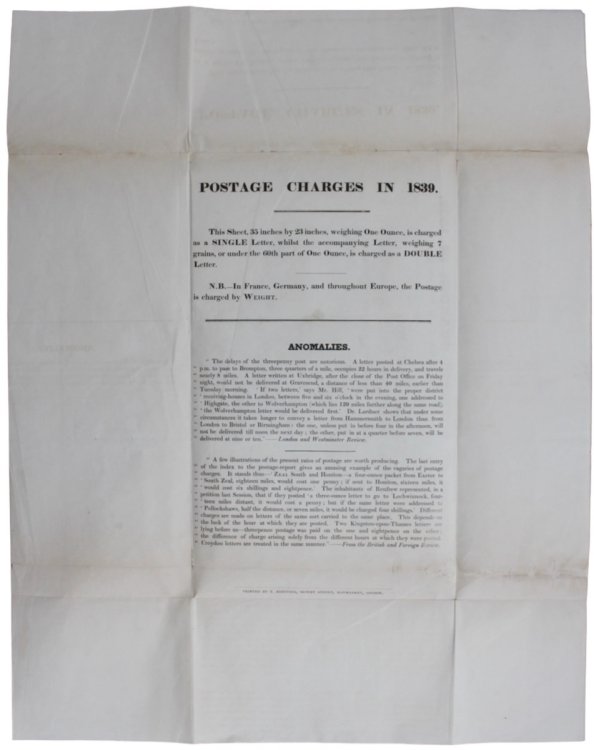 POSTAGE CHARGES IN 1839.
This Sheet, 35 inches by 23 inches, weighing One Ounce, is charged
as a SINGLE Letter, whilst the accompanying Letter, weighing 7
grains, or under the 60th part of One Ounce, is charged as a DOUBLE
Letter.
N.B.—In France, Germany, and throughout Europe, the Postage
is charged by WEIGHT.
ANOMALIES.
" The delays of the threepenny post are notorious. A letter posted at Chelsea after 4
" p.m. to pass to Brompton, three quarters of a mile, occupies 22 hours in delivery, and travels
" nearly 8 miles. A letter written at Uxbridge, after the close of the Post Office on Friday
" night, would not be delivered at Gravesend, a distance of less than 40 miles, earlier than
" Tuesday morning. ' If two letters,' says Mr. Hill, ' were put into the proper district
" ' receiving-houses in London, between five and six o'clock in the evening, one addressed to
" ' Highgate, the other to Wolverhampton (which lies 120 miles further along the same road),
" ' the Wolverhampton letter would be delivered first.' Dr. Lardner shows that under some
" circumstances it takes longer to convey a letter from Hammersmith to London than from
" London to Bristol or Birmingham: the one, unless put in before four in the afternoon, will
" not be delivered till noon the next day; the other, put in at a quarter before seven, will be
" delivered at nine or ten."—London and Westminster Review.
" A few illustrations of the present rates of postage are worth producing. The last entry
" of the index to the postage-report gives an amusing example of the vagaries of postage
" charges. It stands thus—' ZEAL South and Honiton—a four-ounce packet from Exeter to
" ' South Zeal, eighteen miles, would cost one penny; if sent to Honiton, sixteen miles, it
" ' would cost six shillings and eightpence.' The inhabitants of Renfrew represented, in a
" petition last Session, that if they posted ' a three-ounce letter to go to Lochwinnock, four-
" ' teen miles distant, it would cost a penny; but if the same letter were addressed to
" ' Pollockshaws, half the distance, or seven miles, it would be charged four shillings.' Different
" charges are made on letters of the same sort carried to the same place. This depends on
" the luck of the hour at which they are posted. Two Kingston-upon-Thames letters are
" lying before us—threepence postage was paid on the one and eightpence on the other;
" the difference of charge arising solely from the different hours at which they were posted.
" Croydon letters are treated in the same manner."—From the British and Foreign Review.
PRINTED BY HAYMARKET, LONDON.